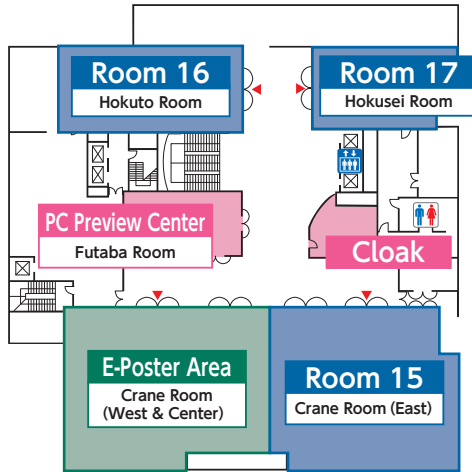 Room 16
Hokuto Room
Room 17
Hokusei Room
PC Preview Center
Futaba Room
Cloak
E-Poster Area
Crane Room
(West & Center)
Room 15
Crane Room (East)